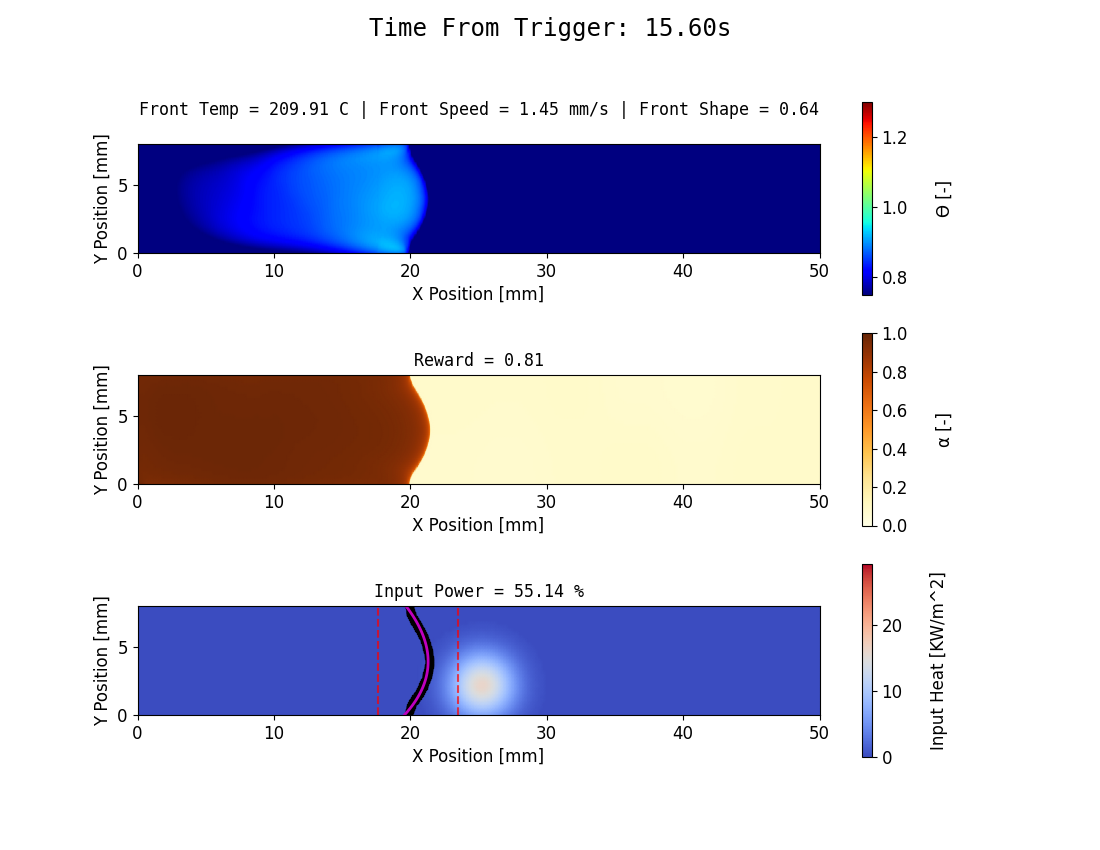 Time From Trigger: 15.60s
Front Temp = 209.91 C | Front Speed = 1.45 mm/s | Front Shape = 0.64
Y Position [mm]
5
0
0 10 20 30 40 50
X Position [mm]
1.2
1.0
0.8
Θ [-]
Reward = 0.81
Y Position [mm]
5
0
0 10 20 30 40 50
X Position [mm]
1.0
0.8
0.6
0.4
0.2
0.0
α [-]
Input Power = 55.14 %
Y Position [mm]
5
0
0 10 20 30 40 50
X Position [mm]
20
10
0
Input Heat [KW/m^2]